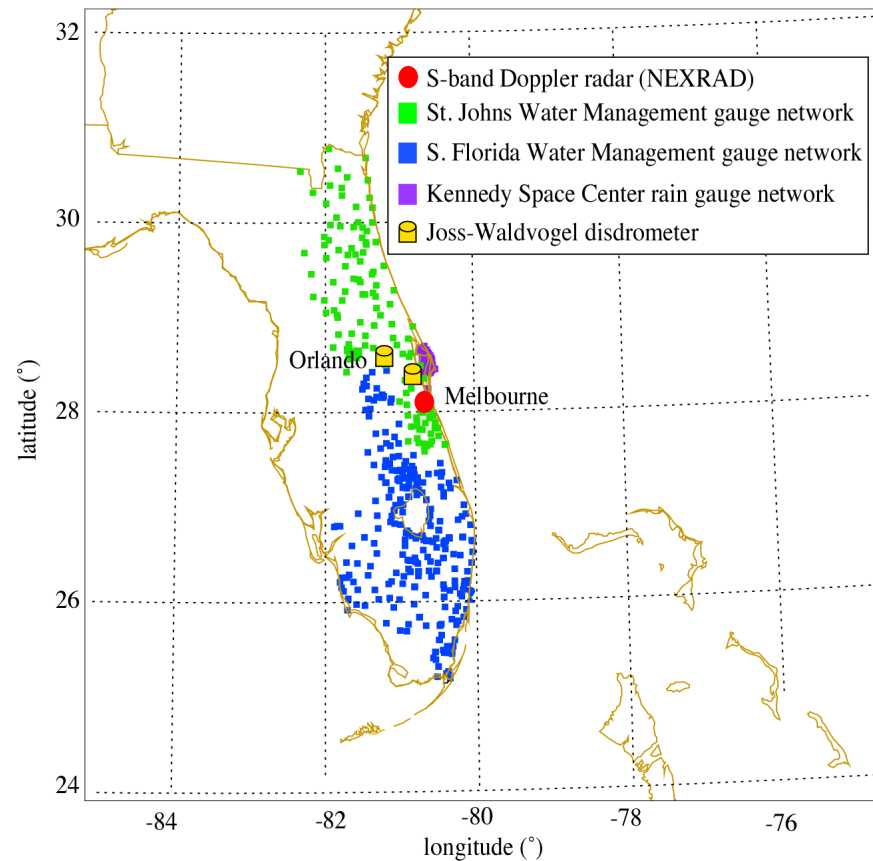 32
S-band Doppler radar (NEXRAD)
St. Johns Water Management gauge network
S. Florida Water Management gauge network
Kennedy Space Center rain gauge network
Joss-Waldvogel disdrometer
30
Orlando
Melbourne
28
latitude (°)
26
24
-84
-82
-80
-78
-76
longitude (°)